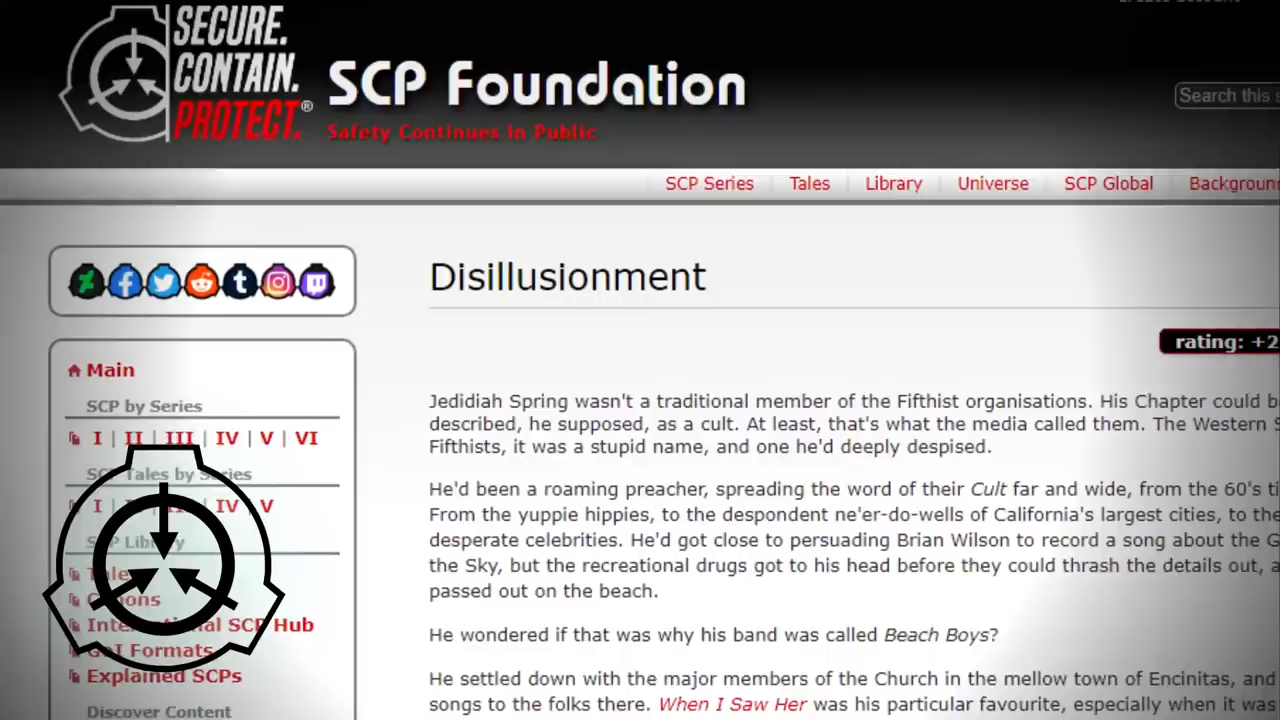 SECURE.
CONTAIN.
PROTECT.®
SCP Foundation
Safety Continues in Public
Search this
SCP Series | Tales | Library | Universe | SCP Global
Disillusionment
rating: +2
Main
SCP by Series
I | II | III | IV | V | VI
SCP Tales by Series
I IV V
SCP Library
International SCP Hub
GoI Formats
Explained SCPs
Discover Content
Jedidiah Spring wasn't a traditional member of the Fifthist organisations. His Chapter could
described, he supposed, as a cult. At least, that's what the media called them. The Western
Fifthists, it was a stupid name, and one he'd deeply despised.
He'd been a roaming preacher, spreading the word of their Cult far and wide, from the 60's
From the yuppie hippies, to the despondent ne'er-do-wells of California's largest cities, to the
desperate celebrities. He'd got close to persuading Brian Wilson to record a song about the
the Sky, but the recreational drugs got to his head before they could thrash the details out,
passed out on the beach.
He wondered if that was why his band was called Beach Boys?
He settled down with the major members of the Church in the mellow town of Encinitas, and
songs to the folks there. When I Saw Her was his particular favourite, especially when it was